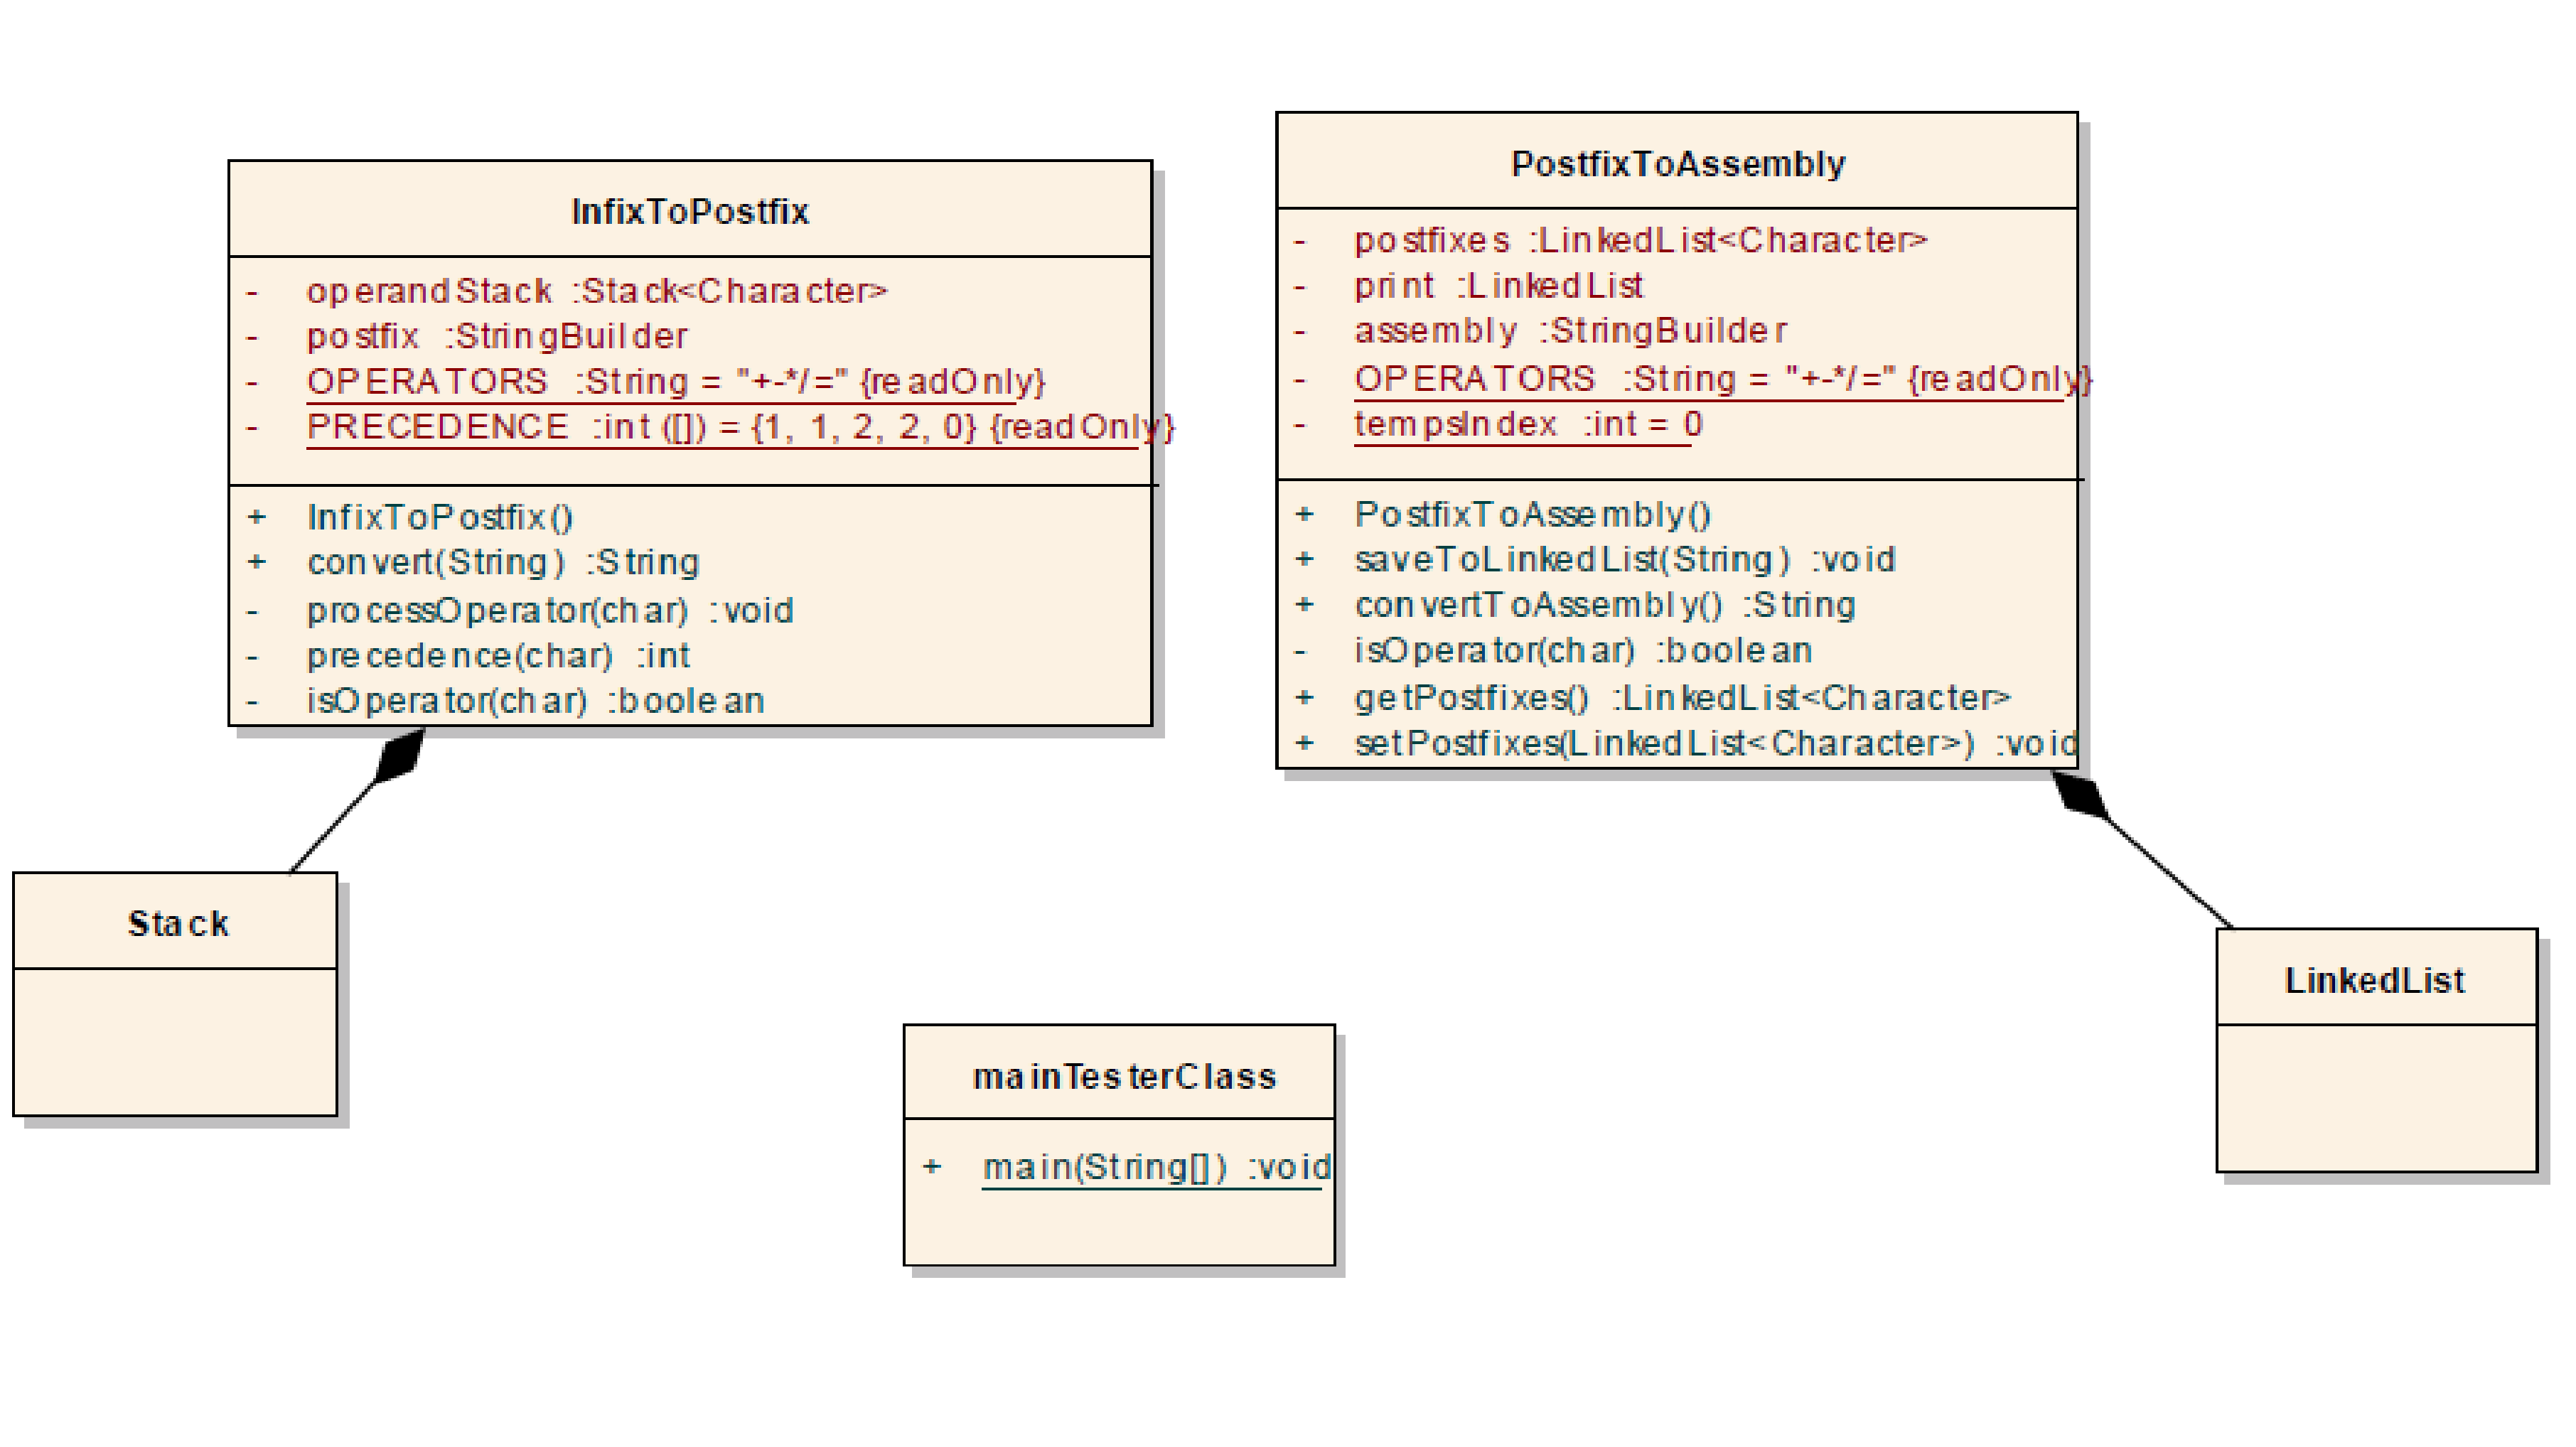 InfixToPostfix
- operandStack :Stack<Character>
- postfix :StringBuilder
- OPERATORS :String = "+-*/=" {readOnly}
- PRECEDENCE :int ([]) = {1, 1, 2, 2, 0} {readOnly}
+ InfixToPostfix()
+ convert(String) :String
- processOperator(char) :void
- precedence(char) :int
- isOperator(char) :boolean
PostfixToAssembly
- postfixes :LinkedList<Character>
- print :LinkedList
- assembly :StringBuilder
- OPERATORS :String = "+-*/=" {readOnly}
- tempsIndex :int = 0
+ PostfixToAssembly()
+ saveToLinkedList(String) :void
+ convertToAssembly() :String
- isOperator(char) :boolean
+ getPostfixes() :LinkedList<Character>
+ setPostfixes(LinkedList<Character>) :void
Stack
LinkedList
mainTesterClass
+ main(String[]) :void